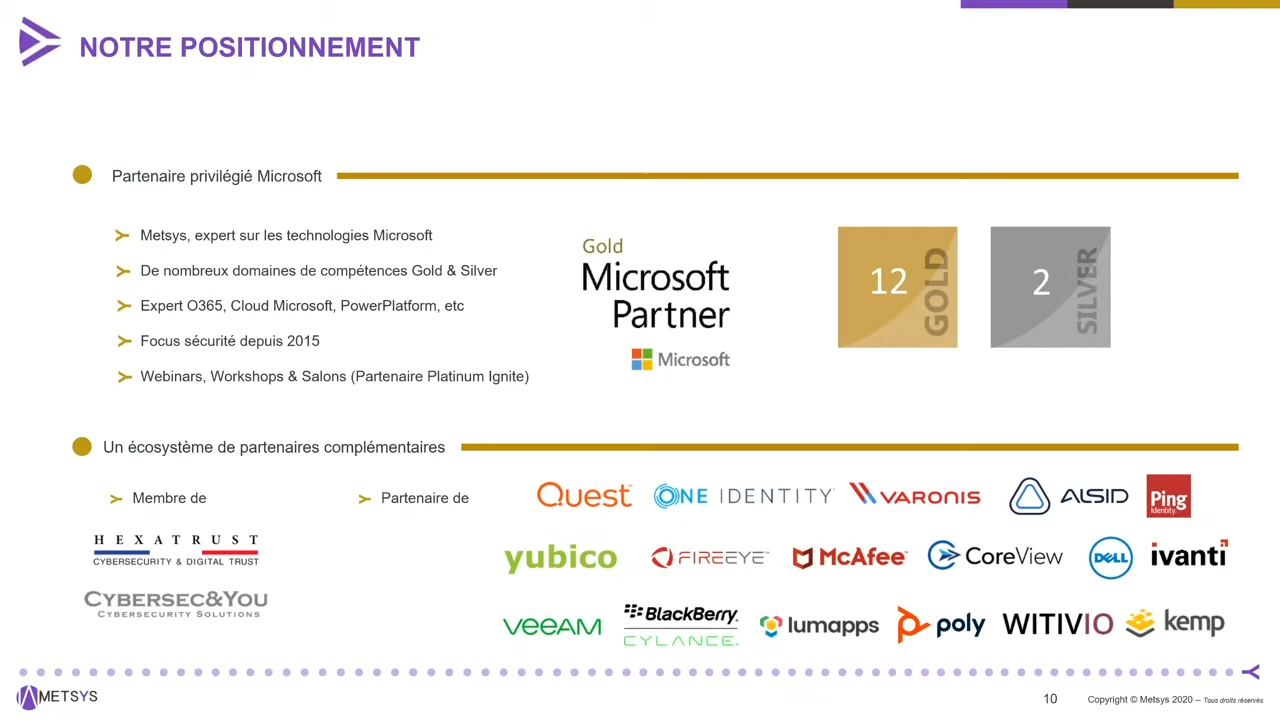 NOTRE POSITIONNEMENT
Partenaire privilégié Microsoft
Metsys, expert sur les technologies Microsoft
De nombreux domaines de compétences Gold & Silver
Expert O365, Cloud Microsoft, PowerPlatform, etc
Focus sécurité depuis 2015
Webinars, Workshops & Salons (Partenaire Platinum Ignite)
Gold
Microsoft
Partner
Microsoft
12 GOLD
2 SILVER
Un écosystème de partenaires complémentaires
Membre de
HEXATRUST
CYBERSECURITY & DIGITAL TRUST
CYBERSEC&YOU
CYBERSECURITY SOLUTIONS
Partenaire de
Quest ONE IDENTITY VARONIS ALSID Ping Identity
yubico FIREEYE McAfee CoreView DELL ivanti
veeam BlackBerry CYLANCE lumapps poly WITIVIO kemp
METSYS
10
Copyright © Metsys 2020 – Tous droits réservés